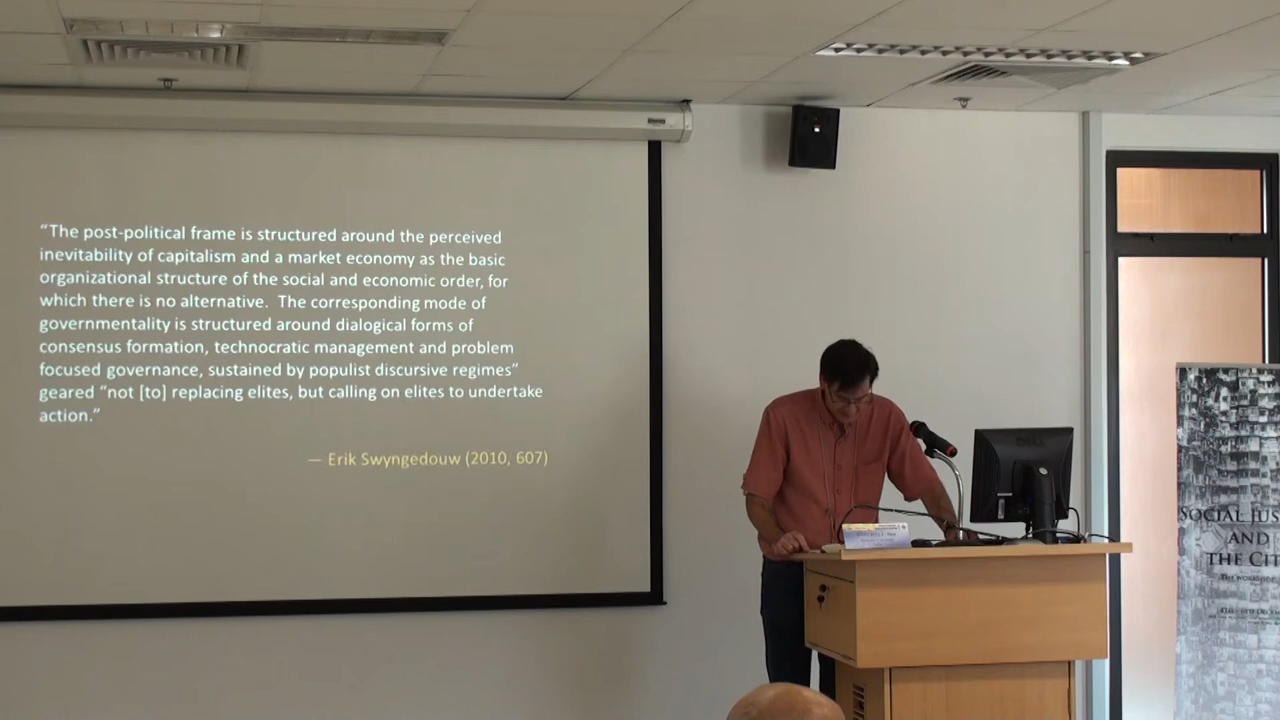 “The post-political frame is structured around the perceived
inevitability of capitalism and a market economy as the basic
organizational structure of the social and economic order, for
which there is no alternative.  The corresponding mode of
governmentality is structured around dialogical forms of
consensus formation, technocratic management and problem
focused governance, sustained by populist discursive regimes”
geared “not [to] replacing elites, but calling on elites to undertake
action.”
— Erik Swyngedouw (2010, 607)
DELL
SOCIAL JUS
AND
THE CIT